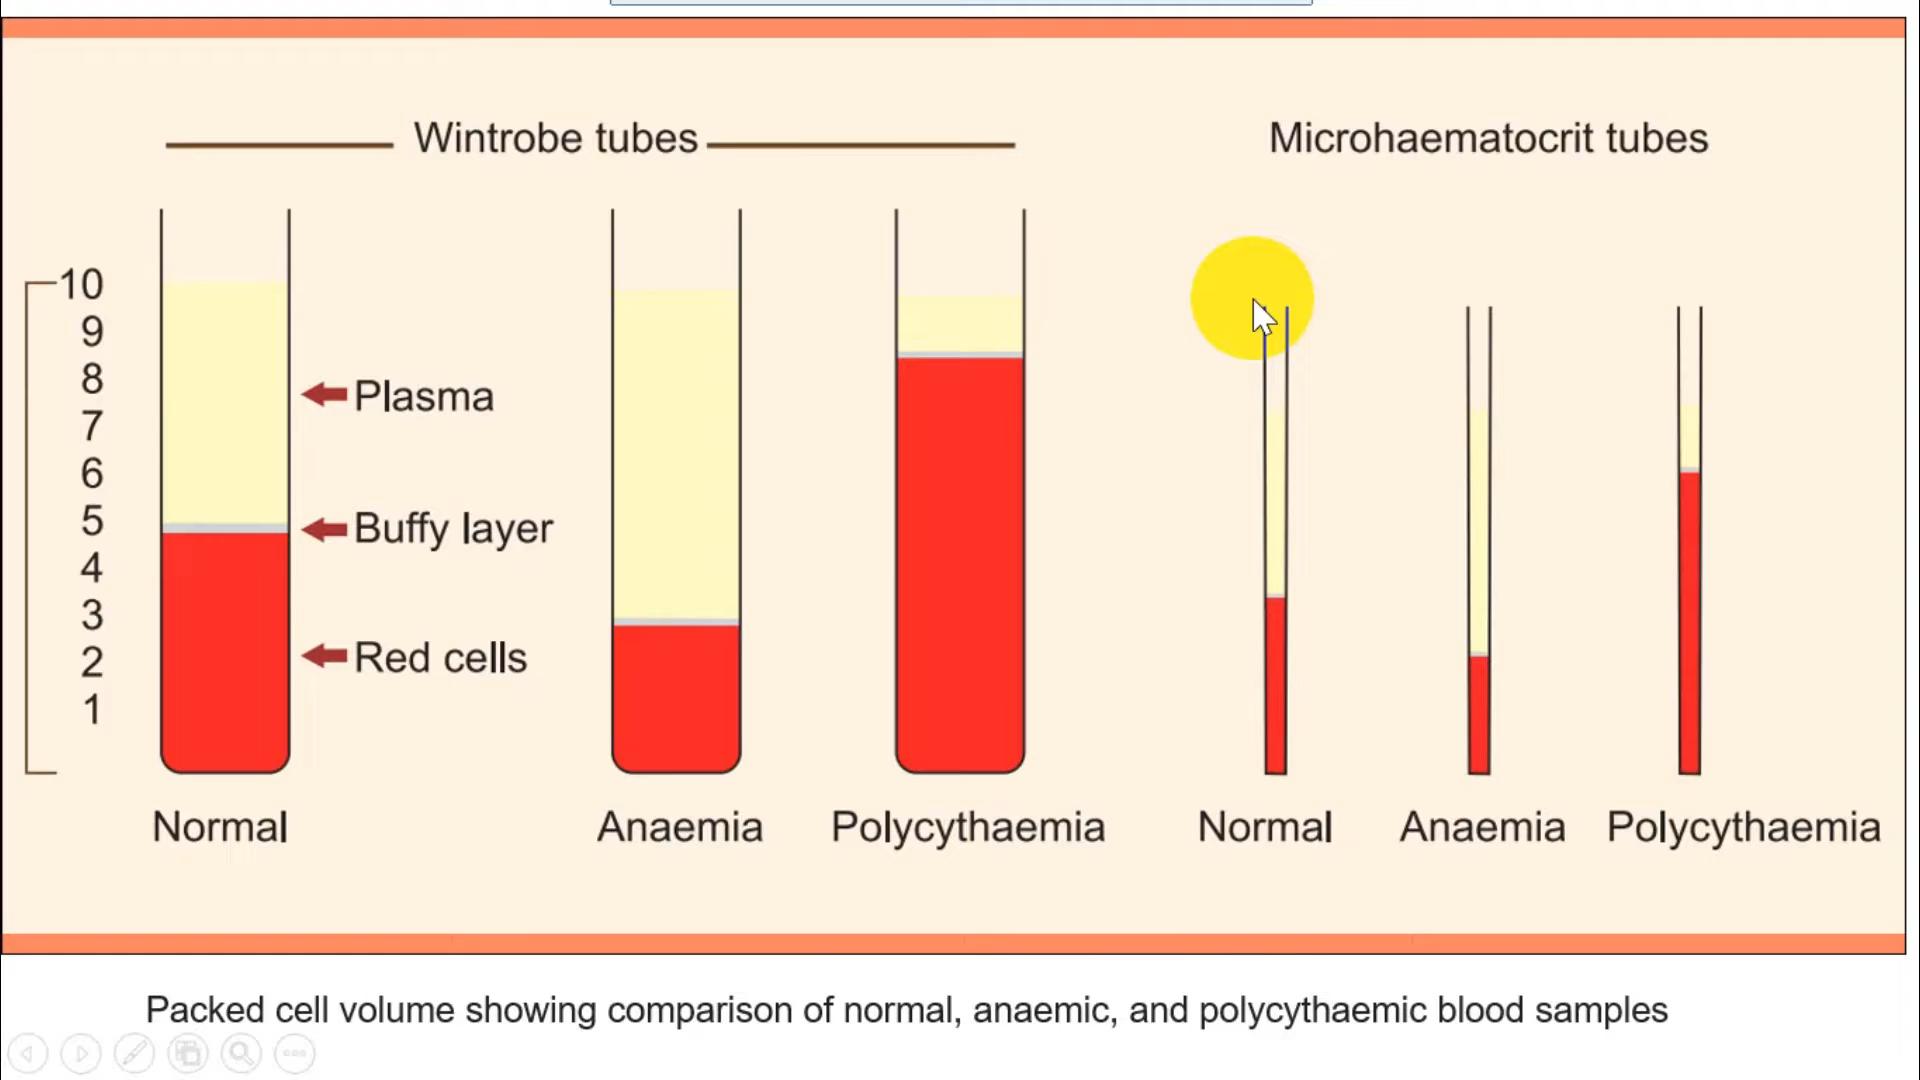 Wintrobe tubes
Microhaematocrit tubes
10
9
8
7
6
5
4
3
2
1
Plasma
Buffy layer
Red cells
Normal
Anaemia
Polycythaemia
Normal
Anaemia
Polycythaemia
Packed cell volume showing comparison of normal, anaemic, and polycythaemic blood samples